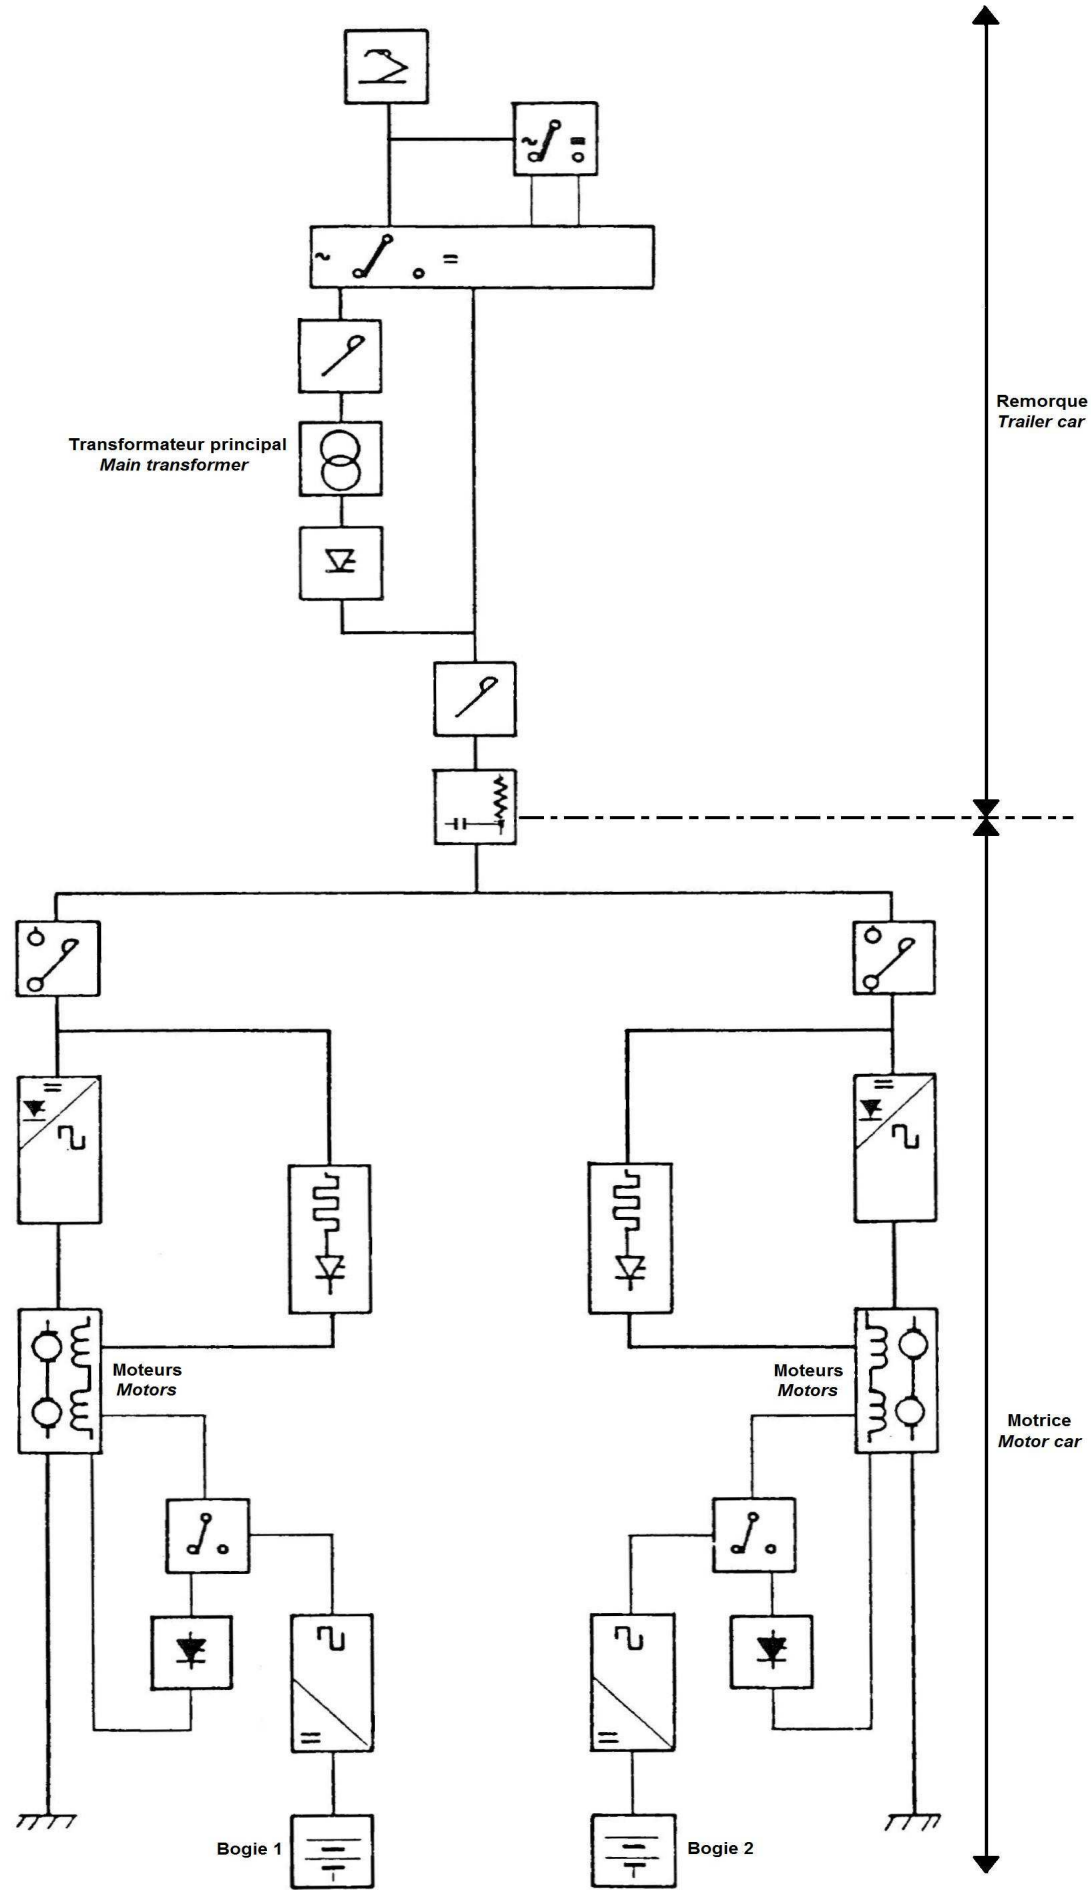 Remorque
Trailer car
Transformateur principal
Main transformer
Moteurs
Motors
Moteurs
Motors
Motrice
Motor car
Bogie 1
Bogie 2